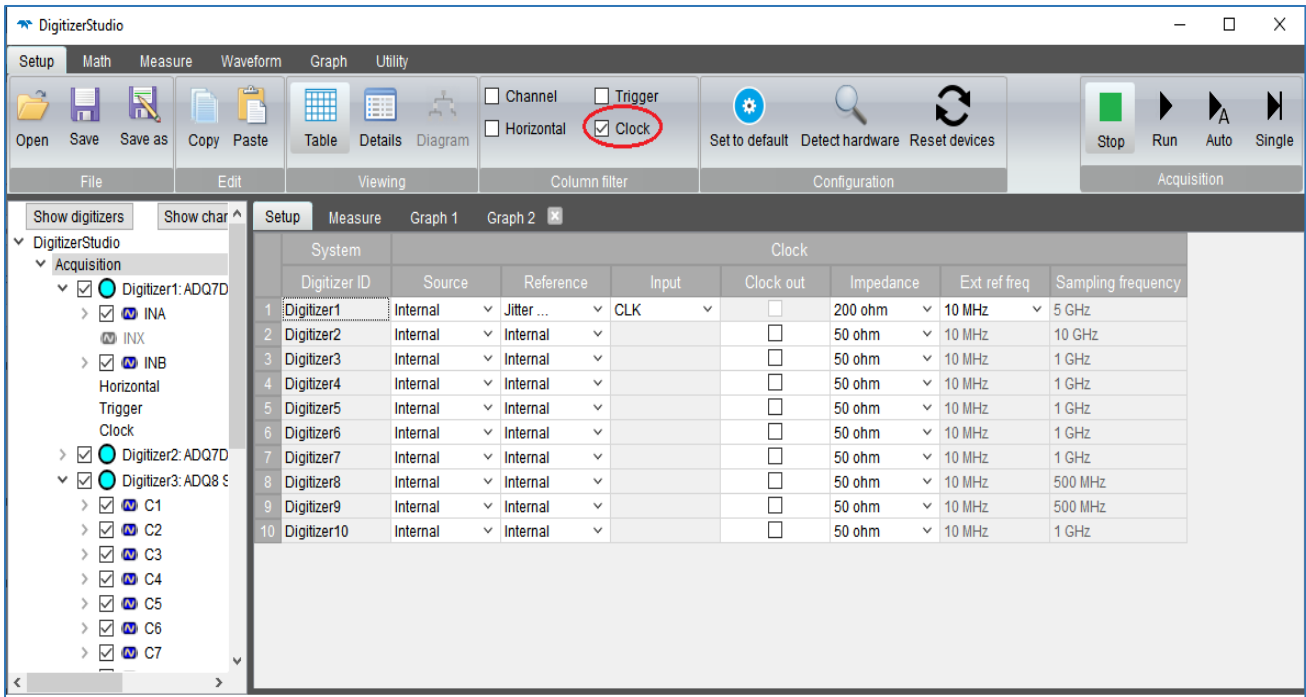 DigitizerStudio
Setup Math Measure Waveform Graph Utility
Channel Trigger
Horizontal Clock
Open Save Save as Copy Paste Table Details Diagram Set to default Detect hardware Reset devices Stop Run Auto Single
File Edit Viewing Column filter Configuration Acquisition
Show digitizers Show char
DigitizerStudio
Acquisition
Digitizer1: ADQ7D
INA
INX
INB
Horizontal
Trigger
Clock
Digitizer2: ADQ7D
Digitizer3: ADQ8 S
C1
C2
C3
C4
C5
C6
C7
Setup Measure Graph 1 Graph 2
System Clock
Digitizer ID Source Reference Input Clock out Impedance Ext ref freq Sampling frequency
1 Digitizer1 Internal Jitter ... CLK 200 ohm 10 MHz 5 GHz
2 Digitizer2 Internal Internal 50 ohm 10 MHz 10 GHz
3 Digitizer3 Internal Internal 50 ohm 10 MHz 1 GHz
4 Digitizer4 Internal Internal 50 ohm 10 MHz 1 GHz
5 Digitizer5 Internal Internal 50 ohm 10 MHz 1 GHz
6 Digitizer6 Internal Internal 50 ohm 10 MHz 1 GHz
7 Digitizer7 Internal Internal 50 ohm 10 MHz 1 GHz
8 Digitizer8 Internal Internal 50 ohm 10 MHz 500 MHz
9 Digitizer9 Internal Internal 50 ohm 10 MHz 500 MHz
10 Digitizer10 Internal Internal 50 ohm 10 MHz 1 GHz